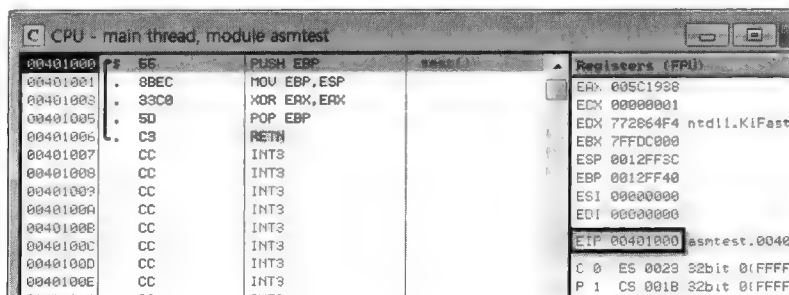 C CPU - main thread, module asmtest
00401000 $ 55 PUSH EBP test()
00401001 . 8BEC MOV EBP,ESP
00401003 . 33C0 XOR EAX,EAX
00401005 . 5D POP EBP
00401006 . C3 RETN
00401007 CC INT3
00401008 CC INT3
00401009 CC INT3
0040100A CC INT3
0040100B CC INT3
0040100C CC INT3
0040100D CC INT3
0040100E CC INT3
Registers (FPU)
EAX 005C1938
ECX 00000001
EDX 772864F4 ntdll.KiFast
EBX 7FFDC000
ESP 0012FF3C
EBP 0012FF40
ESI 00000000
EDI 00000000
EIP 00401000 asmtest.0040
C 0 ES 0023 32bit 0(FFFF
P 1 CS 001B 32bit 0(FFFF